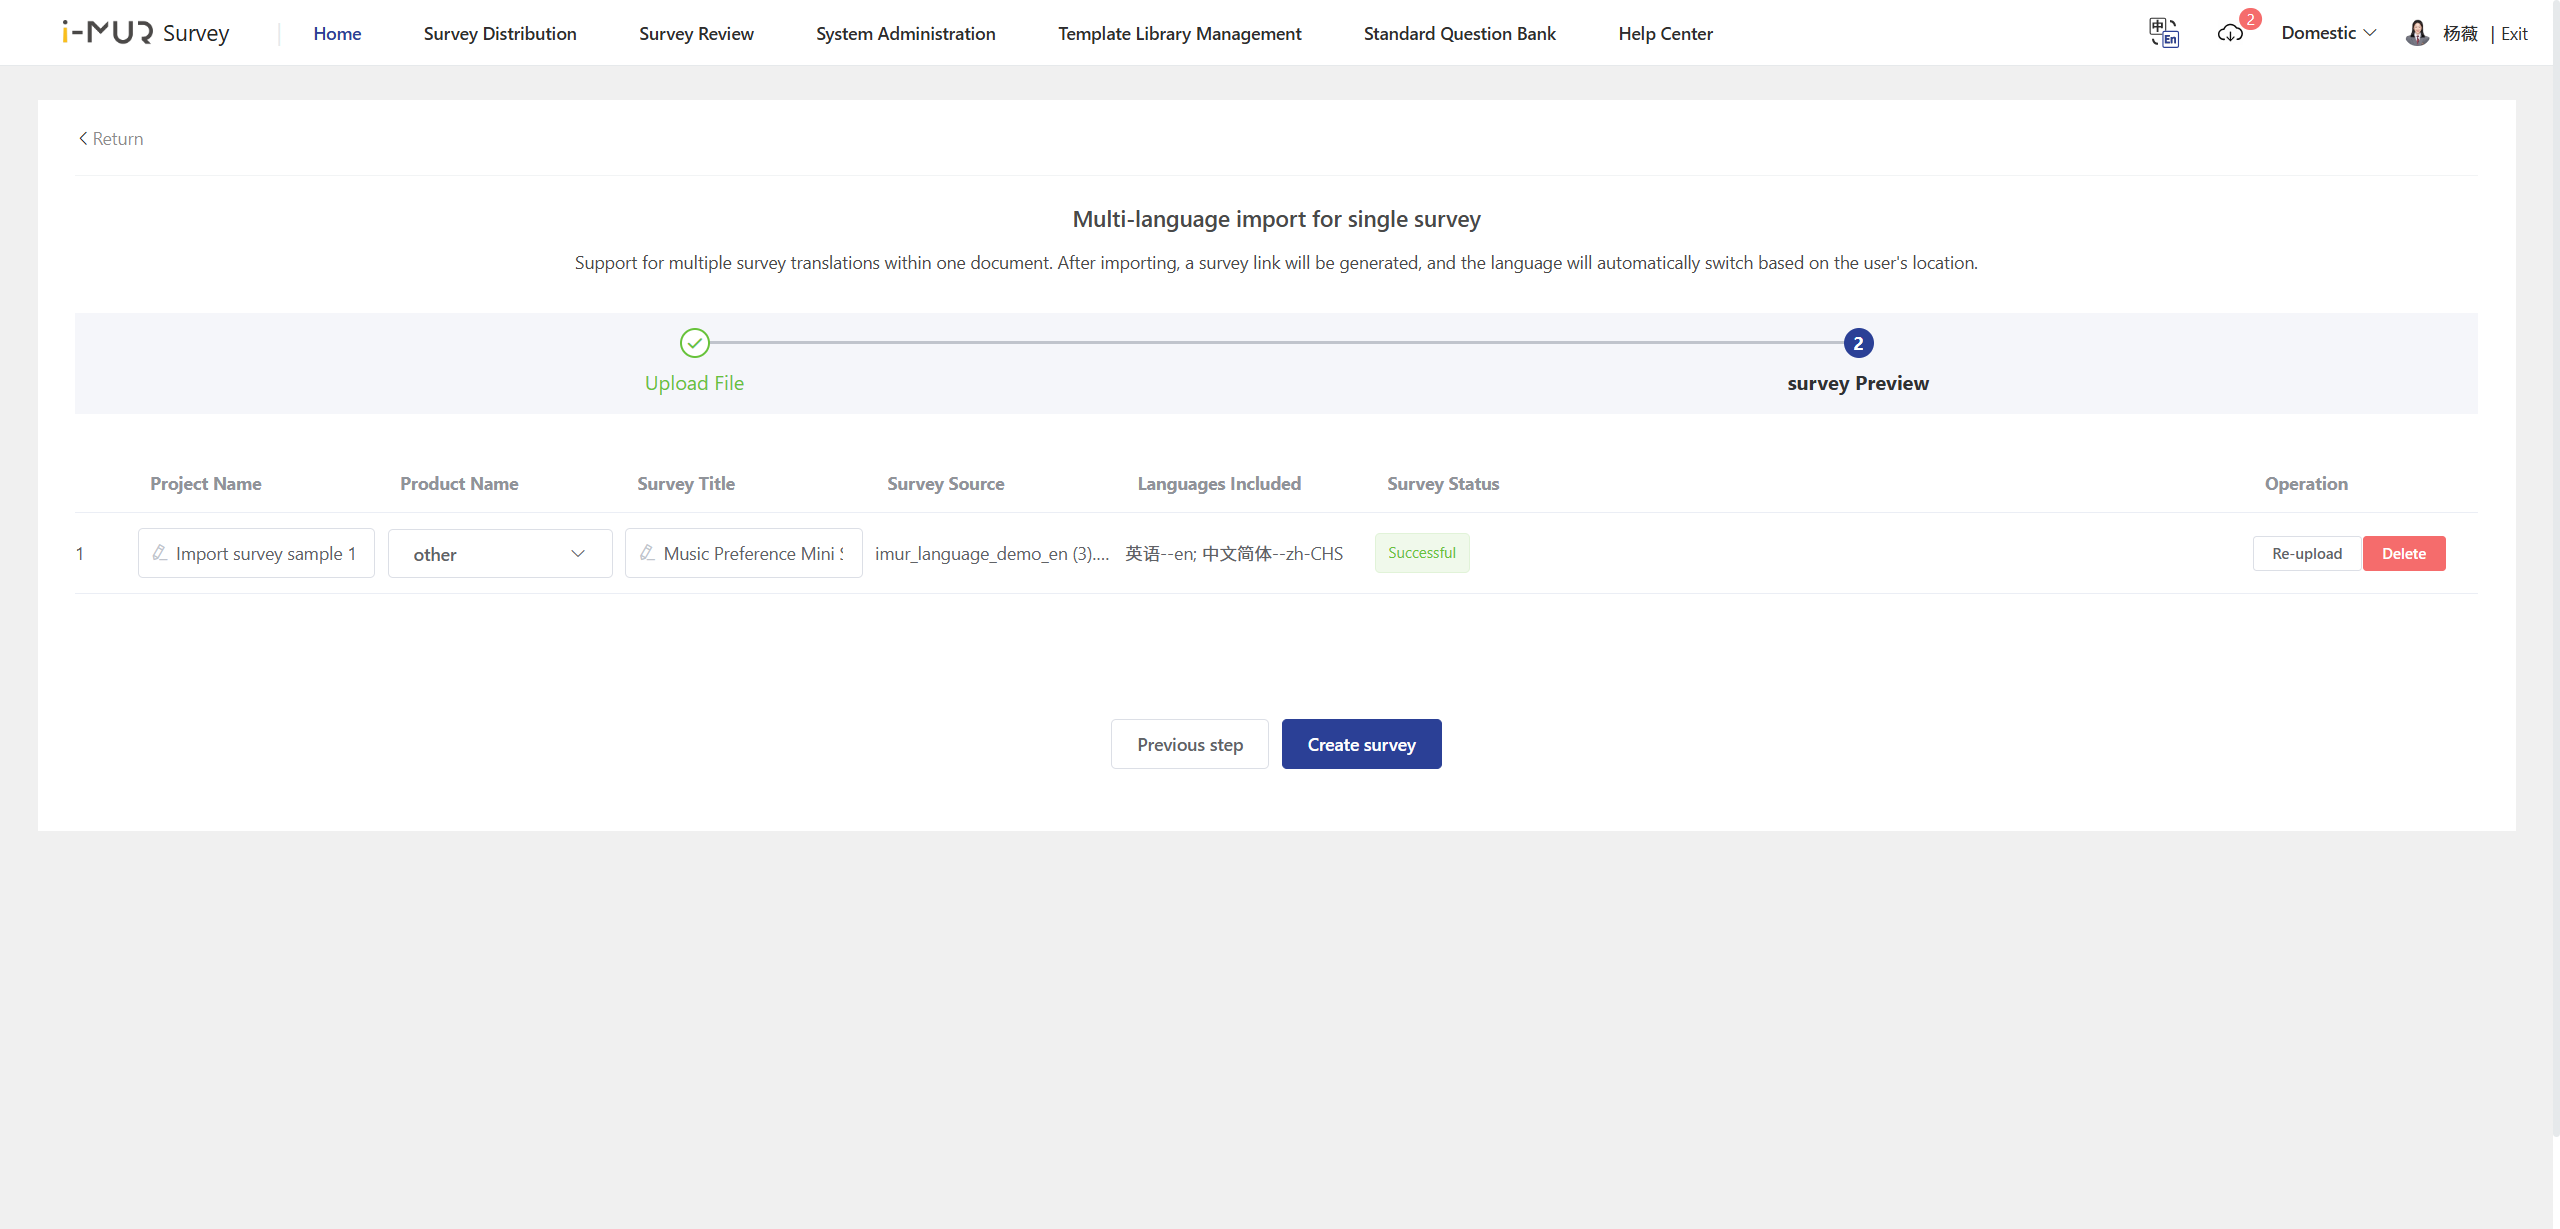 i-MUR Survey
Home
Survey Distribution
Survey Review
System Administration
Template Library Management
Standard Question Bank
Help Center
中 En
2
Domestic
杨薇 | Exit
Return
Multi-language import for single survey
Support for multiple survey translations within one document. After importing, a survey link will be generated, and the language will automatically switch based on the user's location.
2
Upload File
survey Preview
Project Name
Product Name
Survey Title
Survey Source
Languages Included
Survey Status
Operation
1
Import survey sample 1
other
Music Preference Mini
imur_language_demo_en (3)....
英语--en; 中文简体--zh-CHS
Successful
Re-upload
Delete
Previous step
Create survey